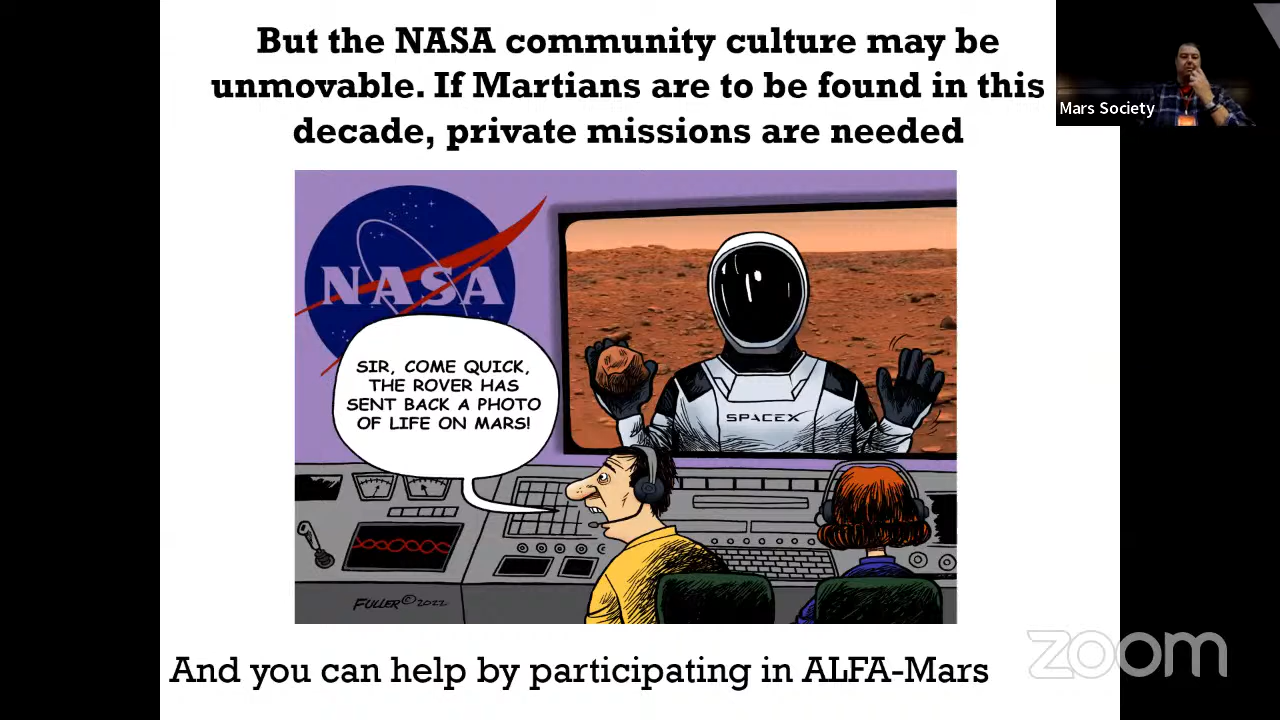 But the NASA community culture may be
unmovable. If Martians are to be found in this
decade, private missions are needed
Mars Society
NASA
SIR, COME QUICK,
THE ROVER HAS
SENT BACK A PHOTO
OF LIFE ON MARS!
SPACEX
FULLER©2022
And you can help by participating in ALFA-Mars
zoom